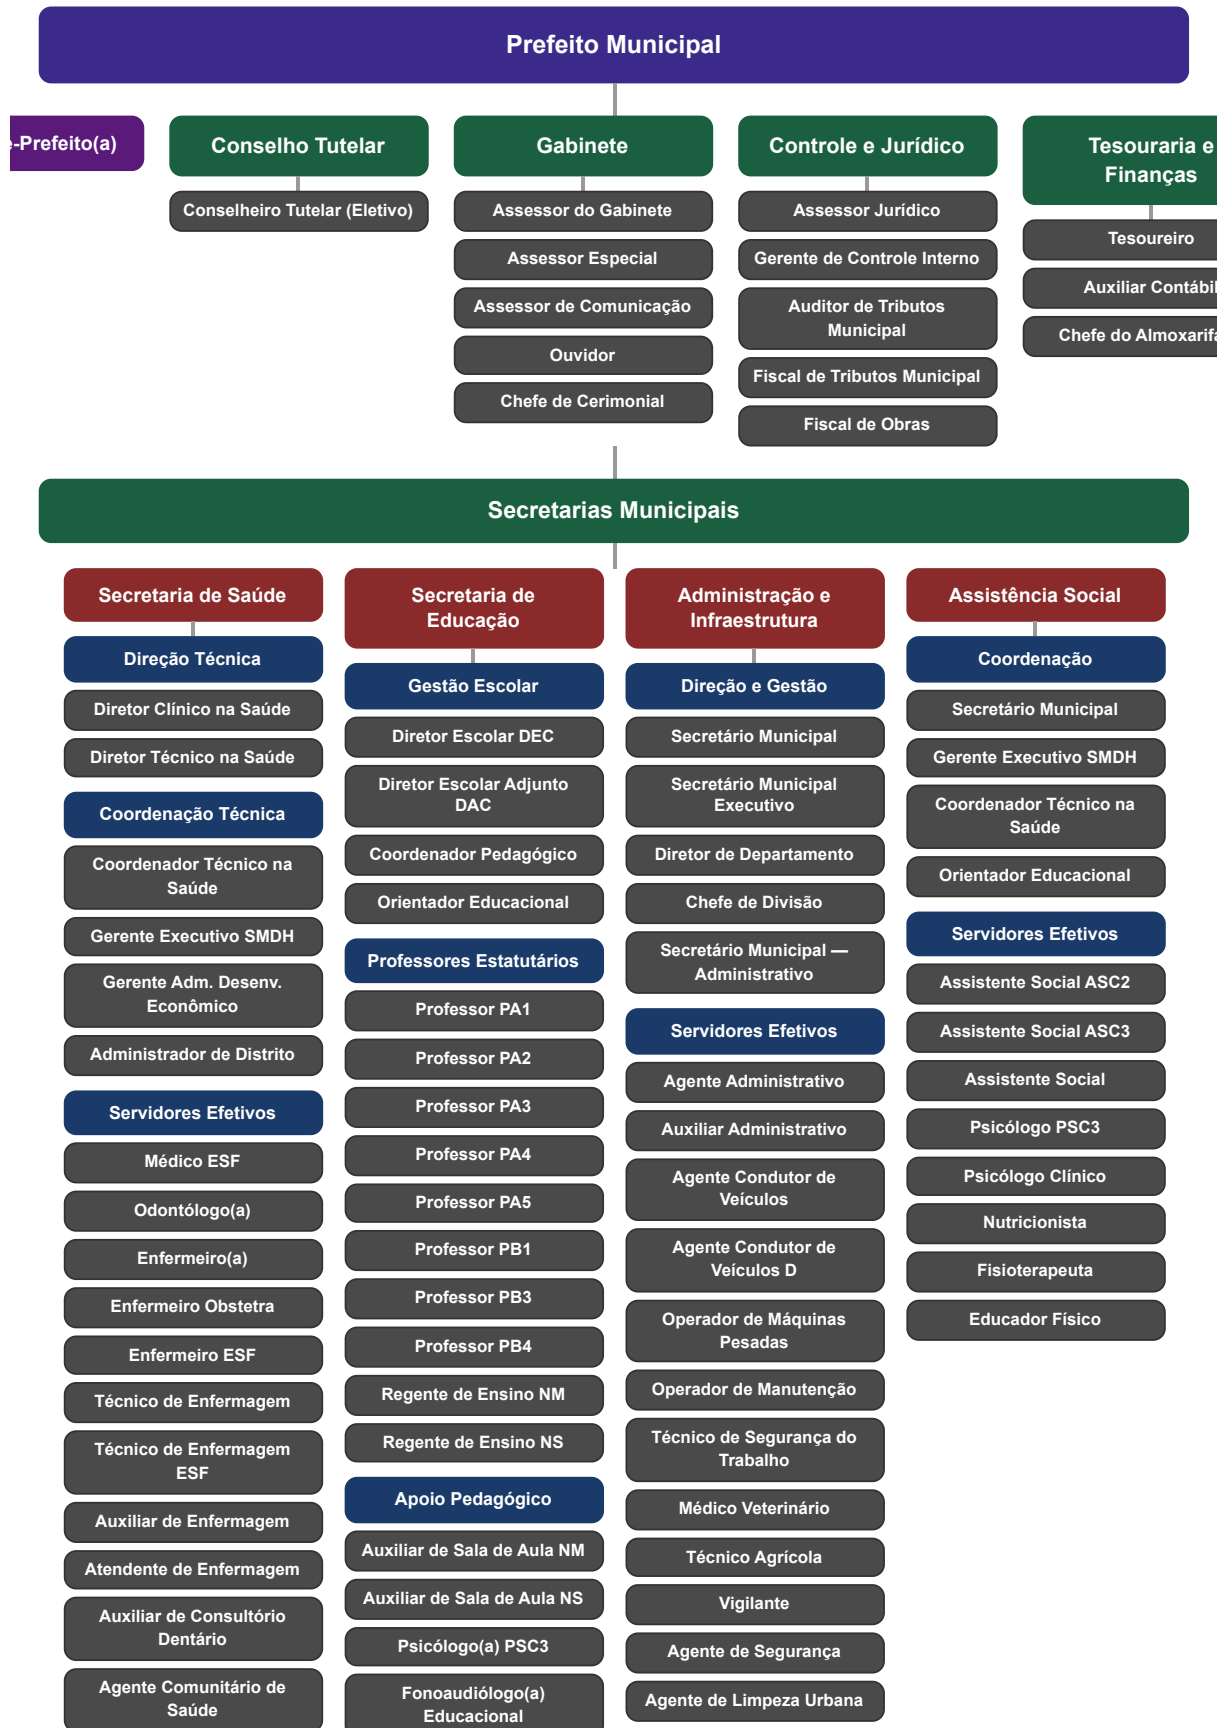 Prefeito Municipal
-Prefeito(a)
Conselho Tutelar
Conselheiro Tutelar (Eletivo)
Gabinete
Assessor do Gabinete
Assessor Especial
Assessor de Comunicação
Ouvidor
Chefe de Cerimonial
Controle e Jurídico
Assessor Jurídico
Gerente de Controle Interno
Auditor de Tributos
Municipal
Fiscal de Tributos Municipal
Fiscal de Obras
Tesouraria e
Finanças
Tesoureiro
Auxiliar Contábil
Chefe do
Secretarias Municipais
Secretaria de Saúde
Direção Técnica
Diretor Clínico na Saúde
Diretor Técnico na Saúde
Coordenação Técnica
Coordenador Técnico na
Saúde
Gerente Executivo SMDH
Gerente Adm. Desenv.
Econômico
Administrador de Distrito
Servidores Efetivos
Médico ESF
Odontólogo(a)
Enfermeiro(a)
Enfermeiro Obstetra
Enfermeiro ESF
Técnico de Enfermagem
Técnico de Enfermagem
ESF
Auxiliar de Enfermagem
Atendente de Enfermagem
Auxiliar de Consultório
Dentário
Agente Comunitário de
Saúde
Secretaria de
Educação
Gestão Escolar
Diretor Escolar DEC
Diretor Escolar Adjunto
DAC
Coordenador Pedagógico
Orientador Educacional
Professores Estatutários
Professor PA1
Professor PA2
Professor PA3
Professor PA4
Professor PA5
Professor PB1
Professor PB3
Professor PB4
Regente de Ensino NM
Regente de Ensino NS
Apoio Pedagógico
Auxiliar de Sala de Aula NM
Auxiliar de Sala de Aula NS
Psicólogo(a) PSC3
Fonoaudiólogo(a)
Educacional
Administração e
Infraestrutura
Direção e Gestão
Secretário Municipal
Secretário Municipal
Executivo
Diretor de Departamento
Chefe de Divisão
Secretário Municipal —
Administrativo
Servidores Efetivos
Agente Administrativo
Auxiliar Administrativo
Agente Condutor de
Veículos
Agente Condutor de
Veículos D
Operador de Máquinas
Pesadas
Operador de Manutenção
Técnico de Segurança do
Trabalho
Médico Veterinário
Técnico Agrícola
Vigilante
Agente de Segurança
Agente de Limpeza Urbana
Assistência Social
Coordenação
Secretário Municipal
Gerente Executivo SMDH
Coordenador Técnico na
Saúde
Orientador Educacional
Servidores Efetivos
Assistente Social ASC2
Assistente Social ASC3
Assistente Social
Psicólogo PSC3
Psicólogo Clínico
Nutricionista
Fisioterapeuta
Educador Físico